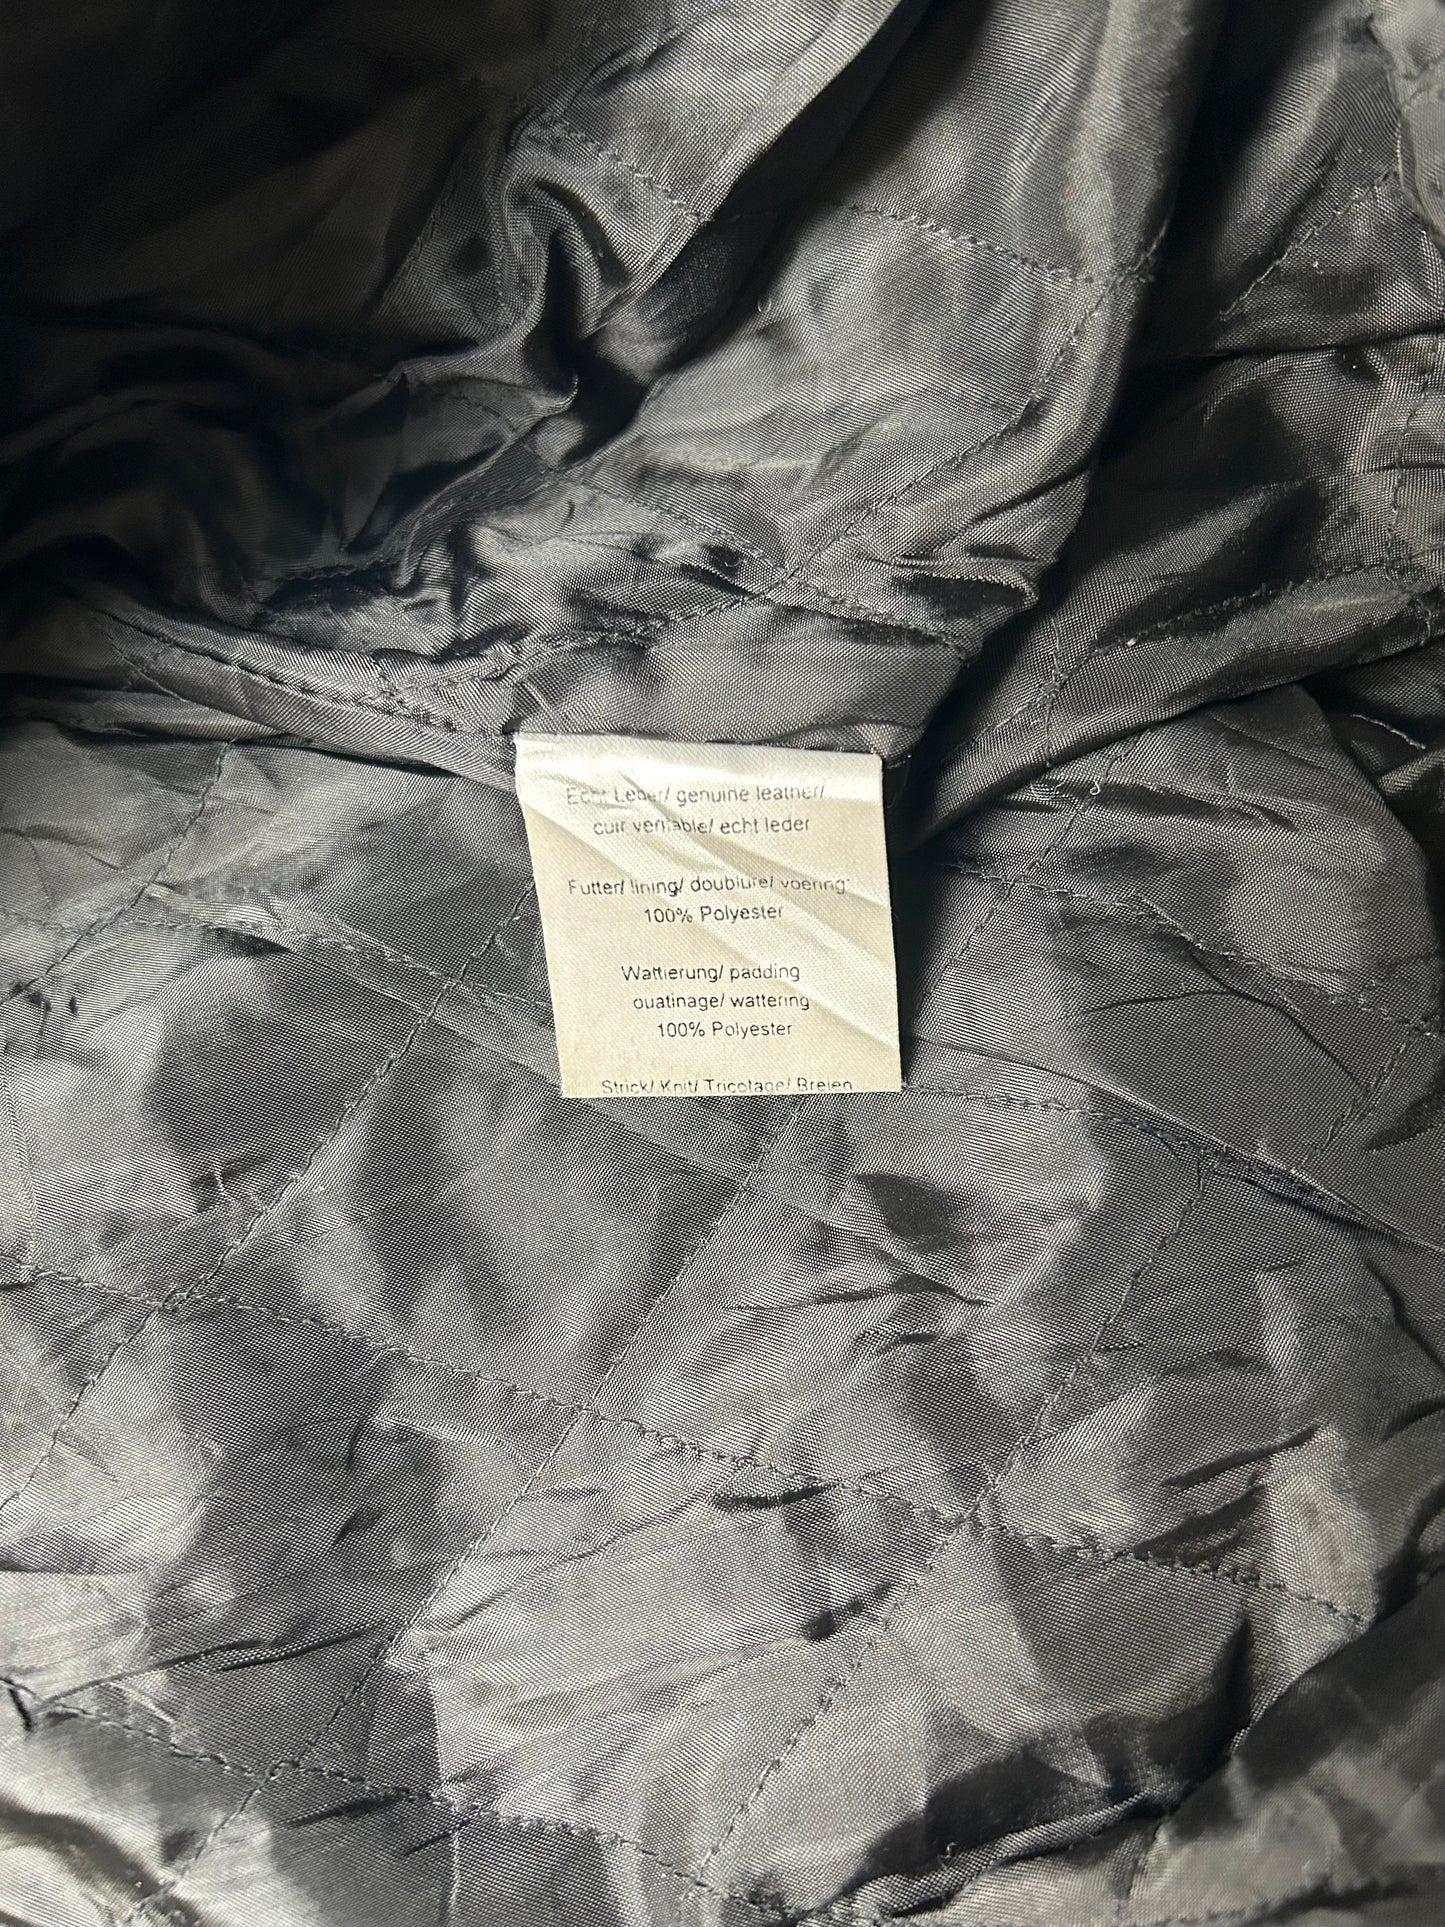 Echt Leder/ genuine leather/
cuir veritable/ echt leder
Futter/ lining/ doublure/ voering:
100% Polyester
Wattierung/ padding
ouatinage/ wattering
100% Polyester
Strick/ Knit/ Tricotage/ Breien